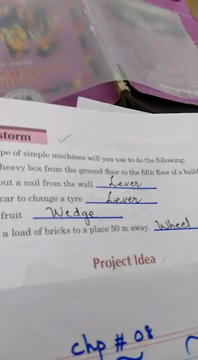 storm
pe of simple machines will you use to do the following:
heavy box from the ground floor to the fifth floor of a build
out a nail from the wall Lever
car to change a tyre Lever
fruit Wedge
a load of bricks to a place 50 m away. Wheel
Project Idea
chp # 08